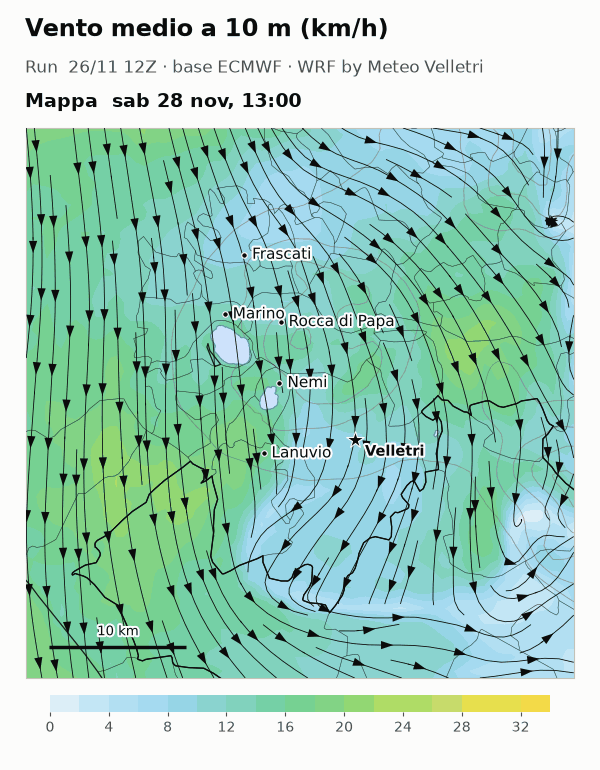 Vento medio a 10 m (km/h)
Run  26/11 12Z · base ECMWF · WRF by Meteo Velletri
Mappa  sab 28 nov, 13:00
Frascati
Marino
Rocca di Papa
Nemi
Velletri
Lanuvio
10 km
0 4 8 12 16 20 24 28 32